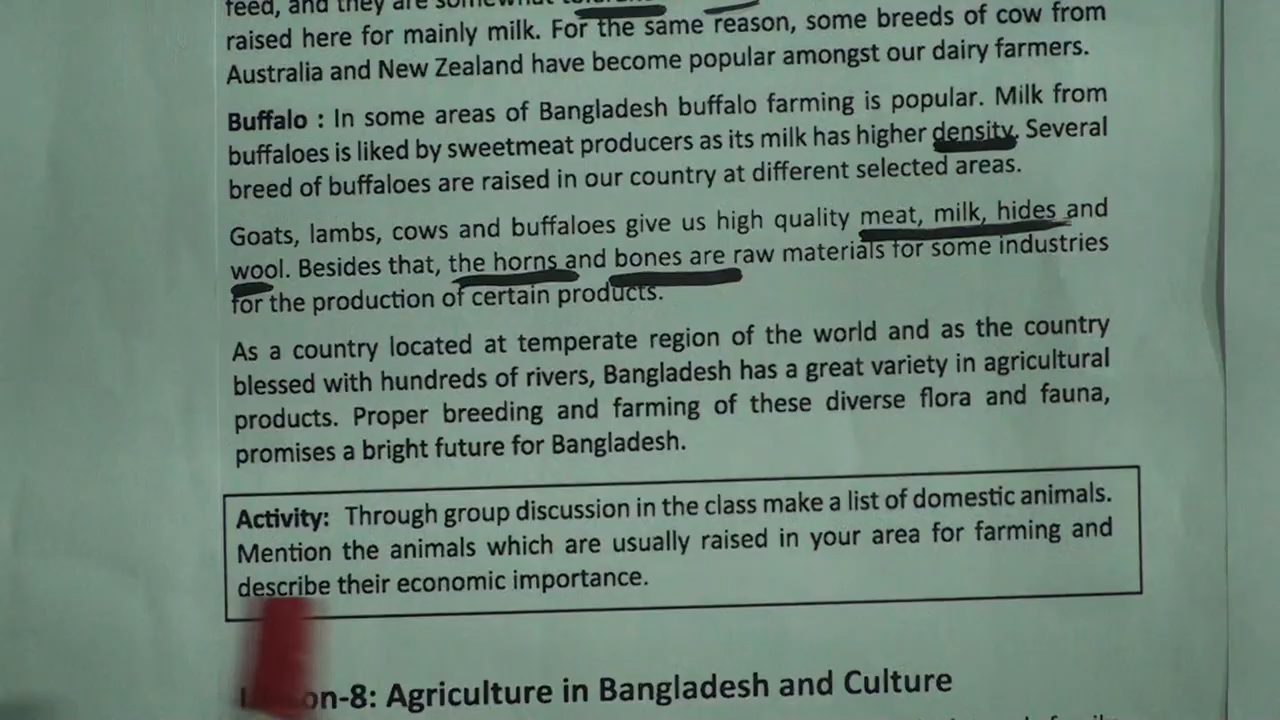 feed, and they are somewhat
raised here for mainly milk. For the same reason, some breeds of cow from
Australia and New Zealand have become popular amongst our dairy farmers.
Buffalo : In some areas of Bangladesh buffalo farming is popular. Milk from
buffaloes is liked by sweetmeat producers as its milk has higher density. Several
breed of buffaloes are raised in our country at different selected areas.
Goats, lambs, cows and buffaloes give us high quality meat, milk, hides and
wool. Besides that, the horns and bones are raw materials for some industries
for the production of certain products.
As a country located at temperate region of the world and as the country
blessed with hundreds of rivers, Bangladesh has a great variety in agricultural
products. Proper breeding and farming of these diverse flora and fauna,
promises a bright future for Bangladesh.
Activity: Through group discussion in the class make a list of domestic animals.
Mention the animals which are usually raised in your area for farming and
describe their economic importance.
on-8: Agriculture in Bangladesh and Culture